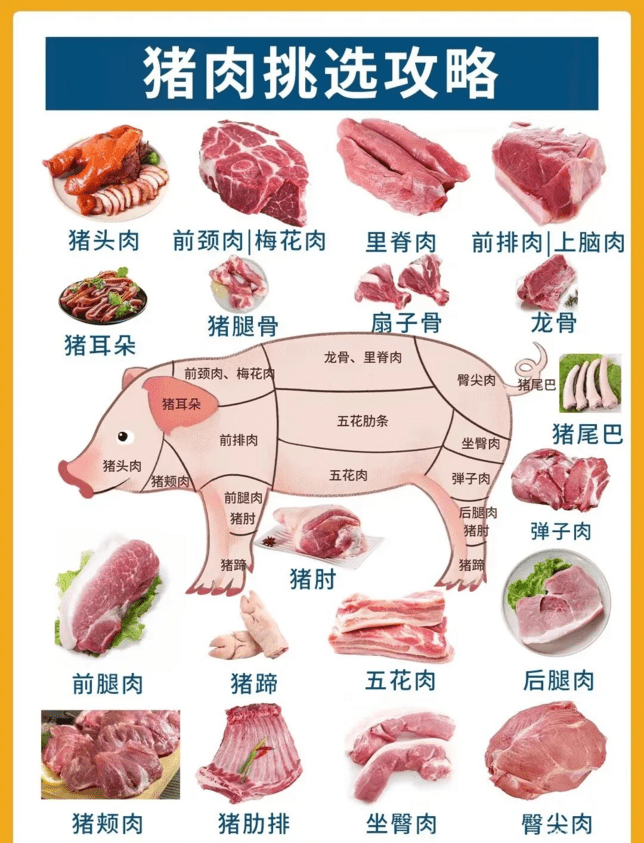 猪肉挑选攻略
猪头肉
前颈肉|梅花肉
里脊肉
前排肉|上脑肉
猪耳朵
猪腿骨
扇子骨
龙骨
前颈肉、梅花肉
龙骨、里脊肉
臀尖肉
猪尾巴
猪耳朵
五花肋条
猪尾巴
前排肉
坐臀肉
猪头肉
猪颊肉
五花肉
弹子肉
前腿肉
后腿肉
弹子肉
猪肘
猪肘
猪蹄
猪肘
猪蹄
前腿肉
猪蹄
五花肉
后腿肉
猪颊肉
猪肋排
坐臀肉
臀尖肉